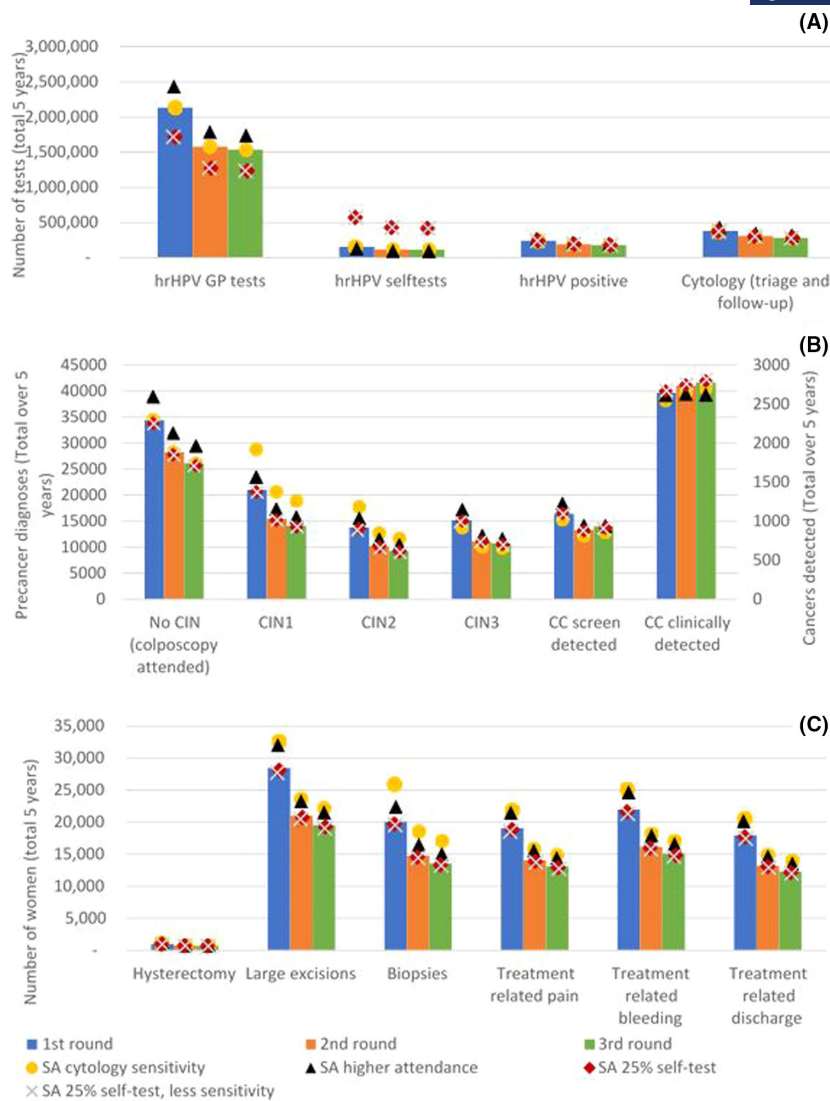 (A)
Number of tests (total 5 years)
3,000,000
2,500,000
2,000,000
1,500,000
1,000,000
500,000
-
hrHPV GP tests
hrHPV selftests
hrHPV positive
Cytology (triage and
follow-up)
(B)
Precancer diagnoses (Total over 5
years)
45000
40000
35000
30000
25000
20000
15000
10000
5000
0
3000
2500
2000
1500
1000
500
0
Cancers detected (Total over 5 years)
No CIN
(colposcopy
attended)
CIN1
CIN2
CIN3
CC screen
detected
CC clinically
detected
(C)
Number of women (total 5 years)
35,000
30,000
25,000
20,000
15,000
10,000
5,000
-
Hysterectomy
Large excisions
Biopsies
Treatment
related pain
Treatment
related
bleeding
Treatment
related
discharge
1st round
2nd round
3rd round
SA cytology sensitivity
SA higher attendance
SA 25% self-test
SA 25% self-test, less sensitivity